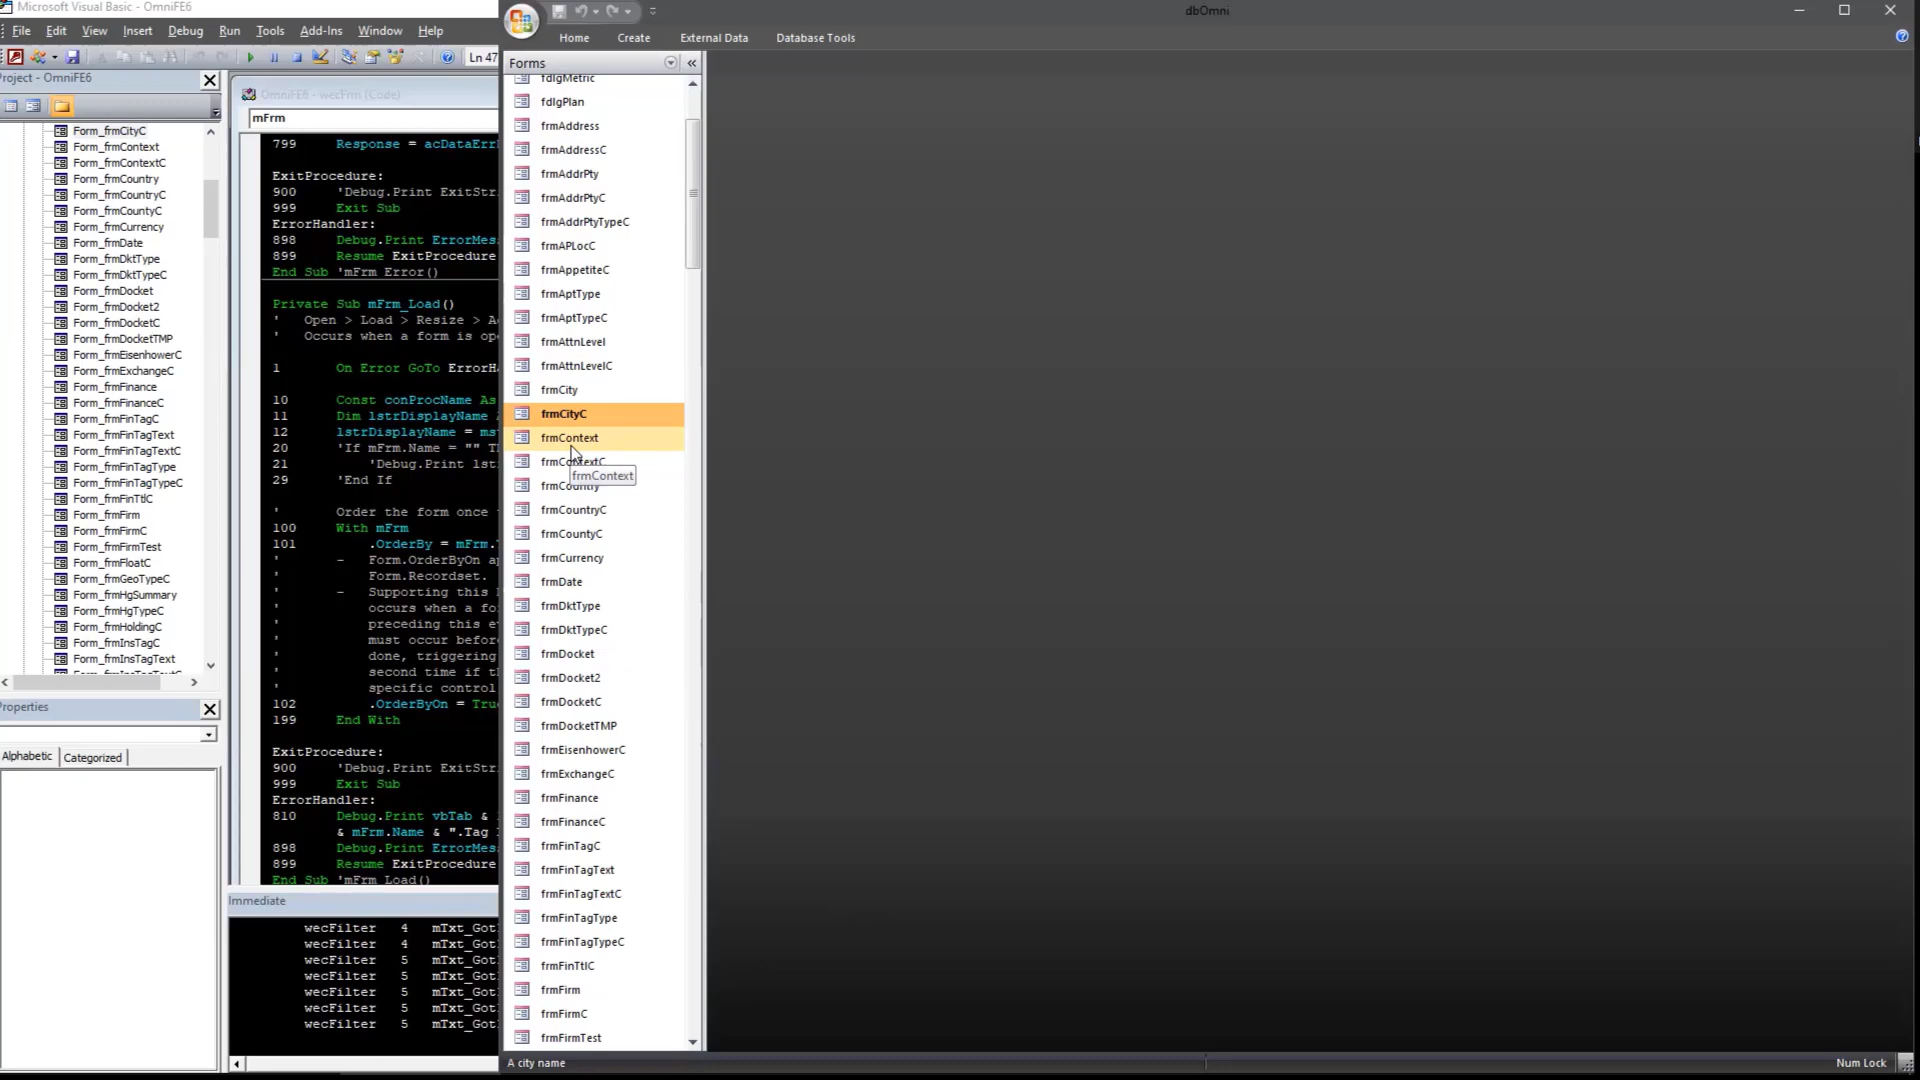 Microsoft Visual Basic - OmniFE6
File Edit View Insert Debug Run Tools Add-Ins Window Help
Ln 47
Project - OmniFE6
Form_frmCityC
Form_frmContext
Form_frmContextC
Form_frmCountry
Form_frmCountryC
Form_frmCountyC
Form_frmCurrency
Form_frmDate
Form_frmDktType
Form_frmDktTypeC
Form_frmDocket
Form_frmDocket2
Form_frmDocketC
Form_frmDocketTMP
Form_frmEisenhowerC
Form_frmExchangeC
Form_frmFinance
Form_frmFinanceC
Form_frmFinTagC
Form_frmFinTagText
Form_frmFinTagTextC
Form_frmFinTagType
Form_frmFinTagTypeC
Form_frmFinTtlC
Form_frmFirm
Form_frmFirmC
Form_frmFirmTest
Form_frmFloatC
Form_frmGeoTypeC
Form_frmHgSummary
Form_frmHgTypeC
Form_frmHoldingC
Form_frmInsTagC
Form_frmInsTagText
Properties
Alphabetic Categorized
OmniFE6 - wecFrm (Code)
mFrm
799 Response = acDataErr
ExitProcedure:
900 'Debug.Print ExitStr
999 Exit Sub
ErrorHandler:
898 Debug.Print ErrorMes
899 Resume ExitProcedure
End Sub 'mFrm_Error()
Private Sub mFrm_Load()
' Open > Load > Resize > A
' Occurs when a form is op
1 On Error GoTo ErrorH
10 Const conProcName As
11 Dim lstrDisplayName
12 lstrDisplayName = ms
20 'If mFrm.Name = "" T
21 'Debug.Print lst
29 'End If
' Order the form once
100 With mFrm
101 .OrderBy = mFrm.
' - Form.OrderByOn a
' Form.Recordset.
' - Supporting this
' occurs when a fo
' preceding this e
' must occur before
' done, triggering
' second time if t
' specific control
102 .OrderByOn = Tru
199 End With
ExitProcedure:
900 'Debug.Print ExitStr
999 Exit Sub
ErrorHandler:
810 Debug.Print vbTab &
& mFrm.Name & ".Tag
898 Debug.Print ErrorMes
899 Resume ExitProcedure
End Sub 'mFrm_Load()
Immediate
wecFilter 4 mTxt_Got
wecFilter 4 mTxt_Got
wecFilter 5 mTxt_Got
wecFilter 5 mTxt_Got
wecFilter 5 mTxt_Got
wecFilter 5 mTxt_Got
wecFilter 5 mTxt_Got
dbOmni
Home Create External Data Database Tools
Forms
fdlgMetric
fdlgPlan
frmAddress
frmAddressC
frmAddrPty
frmAddrPtyC
frmAddrPtyTypeC
frmAPLocC
frmAppetiteC
frmAptType
frmAptTypeC
frmAttnLevel
frmAttnLevelC
frmCity
frmCityC
frmContext
frmContextC
frmContext
frmCountry
frmCountryC
frmCountyC
frmCurrency
frmDate
frmDktType
frmDktTypeC
frmDocket
frmDocket2
frmDocketC
frmDocketTMP
frmEisenhowerC
frmExchangeC
frmFinance
frmFinanceC
frmFinTagC
frmFinTagText
frmFinTagTextC
frmFinTagType
frmFinTagTypeC
frmFinTtlC
frmFirm
frmFirmC
frmFirmTest
A city name
Num Lock